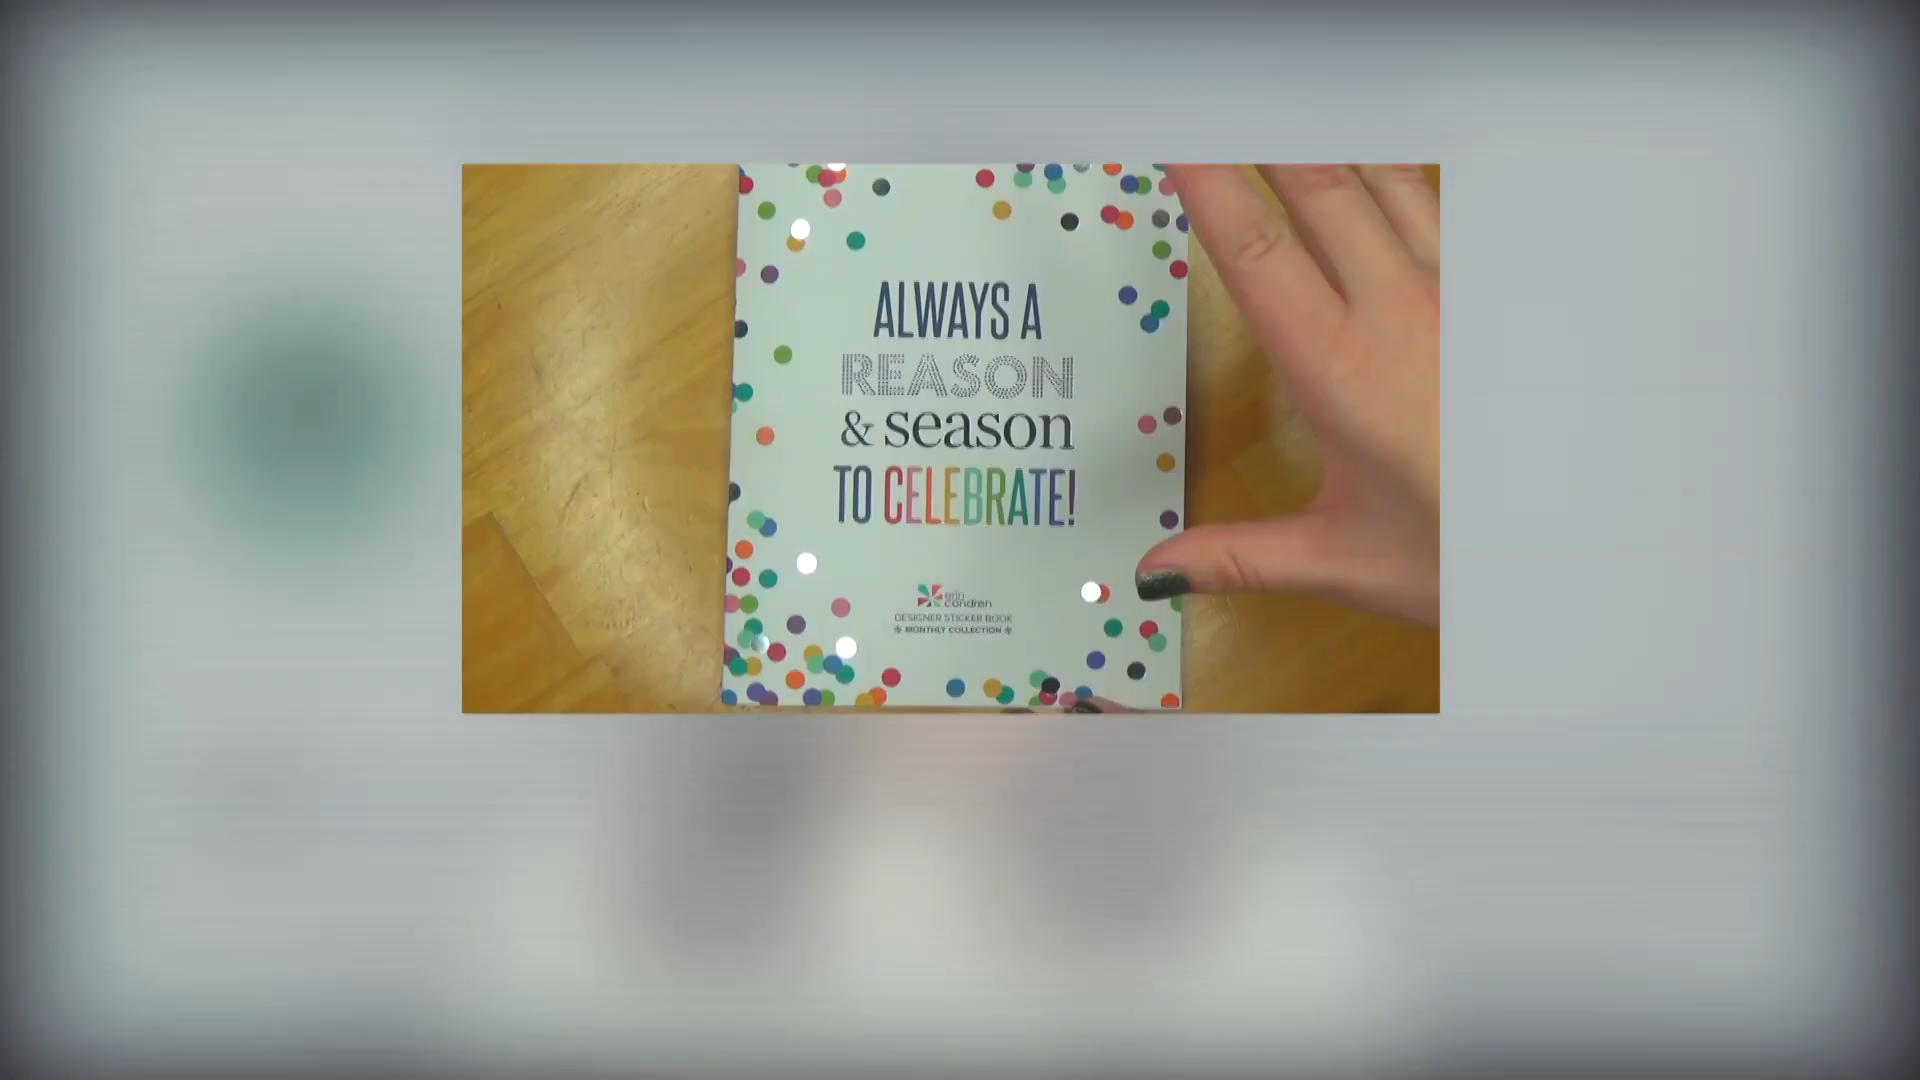 ALWAYS A
REASON
& season
TO CELEBRATE!
erin
condren
DESIGNER STICKER BOOK
* MONTHLY COLLECTION *